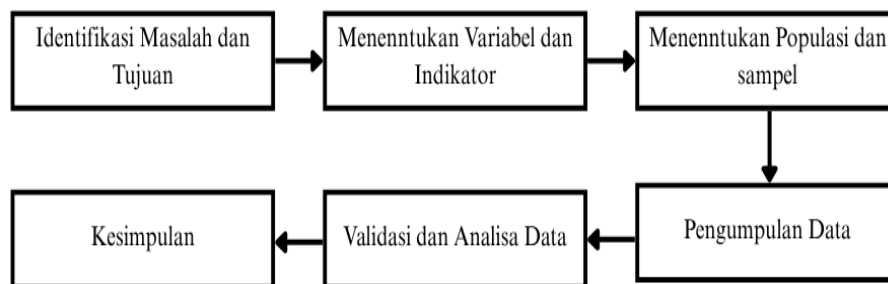 Identifikasi Masalah dan
Tujuan
Menenntukan Variabel dan
Indikator
Menenntukan Populasi dan
sampel
Pengumpulan Data
Validasi dan Analisa Data
Kesimpulan